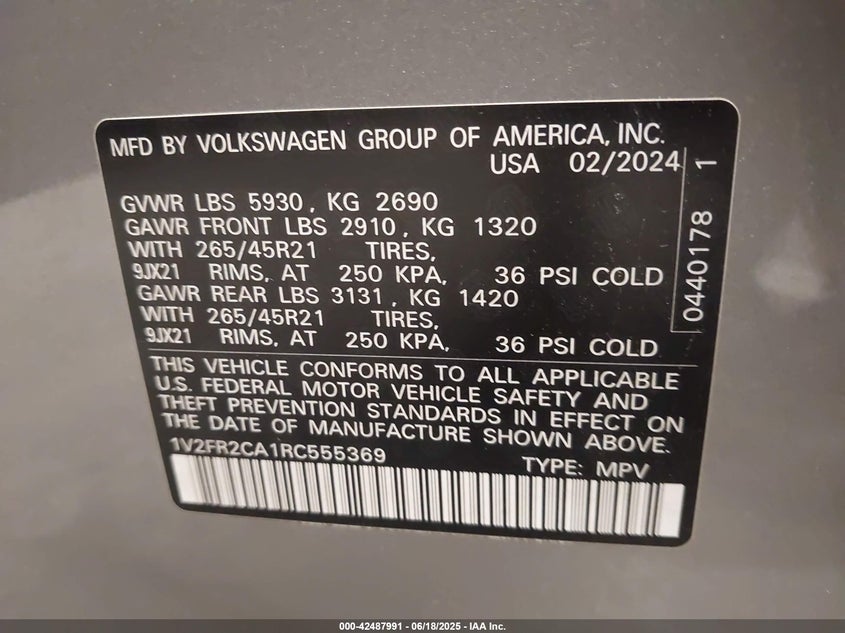 MFD BY VOLKSWAGEN GROUP OF AMERICA, INC.
USA 02/2024
GVWR LBS 5930, KG 2690
GAWR FRONT LBS 2910, KG 1320
WITH 265/45R21 TIRES,
9JX21 RIMS, AT 250 KPA, 36 PSI COLD
GAWR REAR LBS 3131, KG 1420
WITH 265/45R21 TIRES,
9JX21 RIMS, AT 250 KPA, 36 PSI COLD
0440178 1
THIS VEHICLE CONFORMS TO ALL APPLICABLE
U.S. FEDERAL MOTOR VEHICLE SAFETY AND
THEFT PREVENTION STANDARDS IN EFFECT ON
THE DATE OF MANUFACTURE SHOWN ABOVE.
1V2FR2CA1RC555369 TYPE: MPV
000-42487991 - 06/18/2025 - IAA Inc.